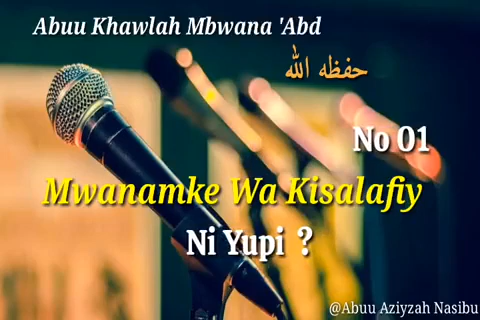 Abuu Khawlah Mbwana 'Abd
حفظه الله
No 01
Mwanamke Wa Kisalafiy
Ni Yupi ?
@Abuu Aziyzah Nasibu